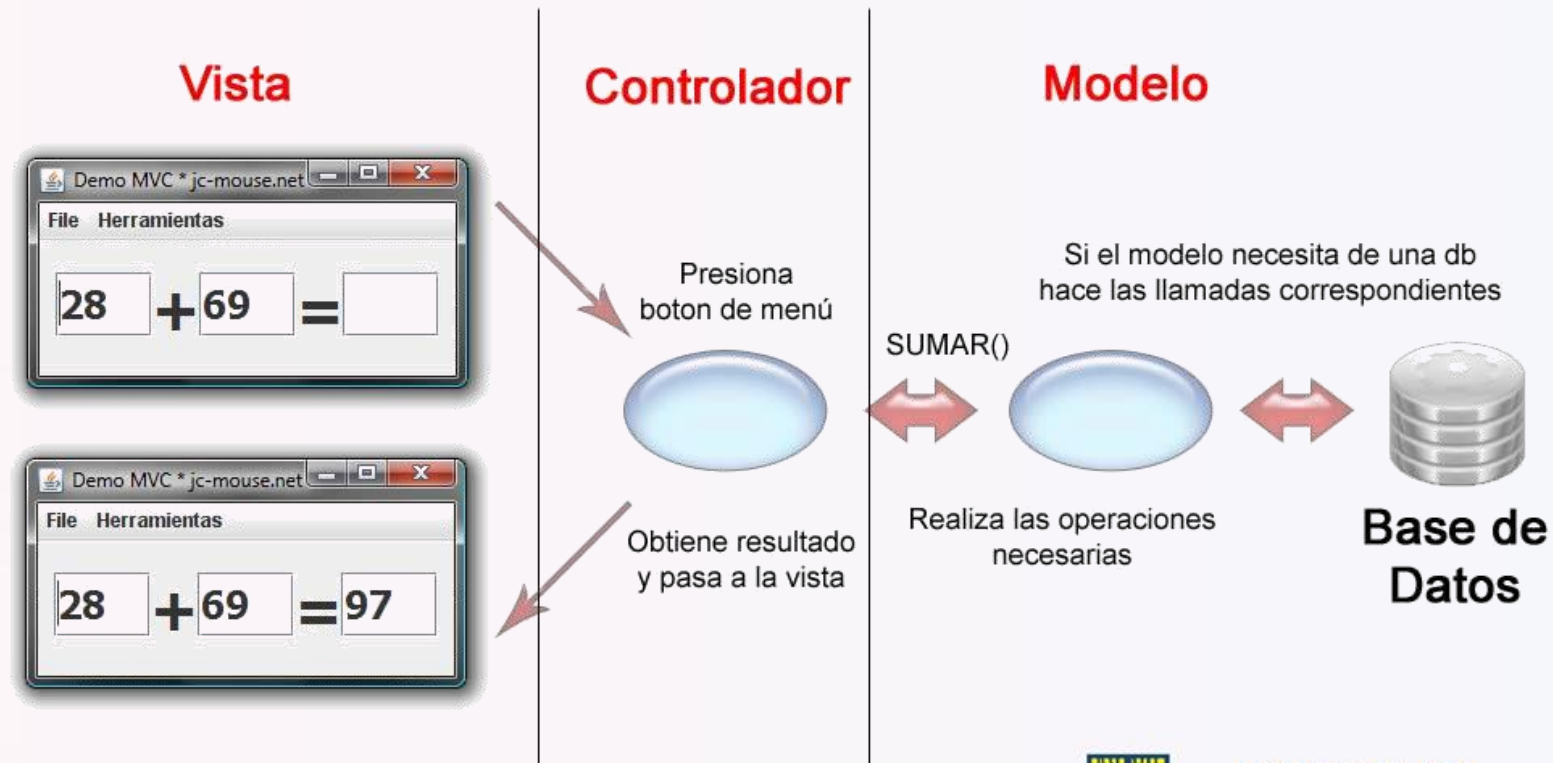 Vista
Controlador
Modelo
Demo MVC * jc-mouse.net
File Herramientas
28 + 69 =
Presiona
boton de menú
SUMAR()
Si el modelo necesita de una db
hace las llamadas correspondientes
Demo MVC * jc-mouse.net
File Herramientas
28 + 69 = 97
Obtiene resultado
y pasa a la vista
Realiza las operaciones
necesarias
Base de
Datos